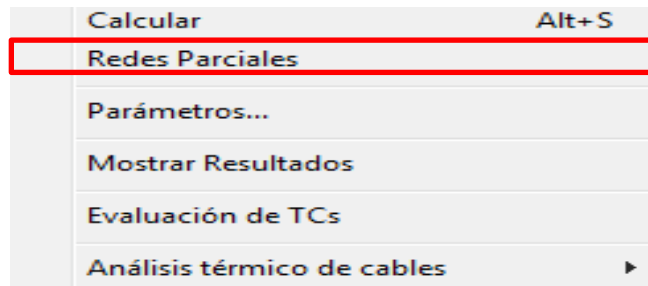 Calcular Alt+S
Redes Parciales
Parámetros...
Mostrar Resultados
Evaluación de TCs
Análisis térmico de cables